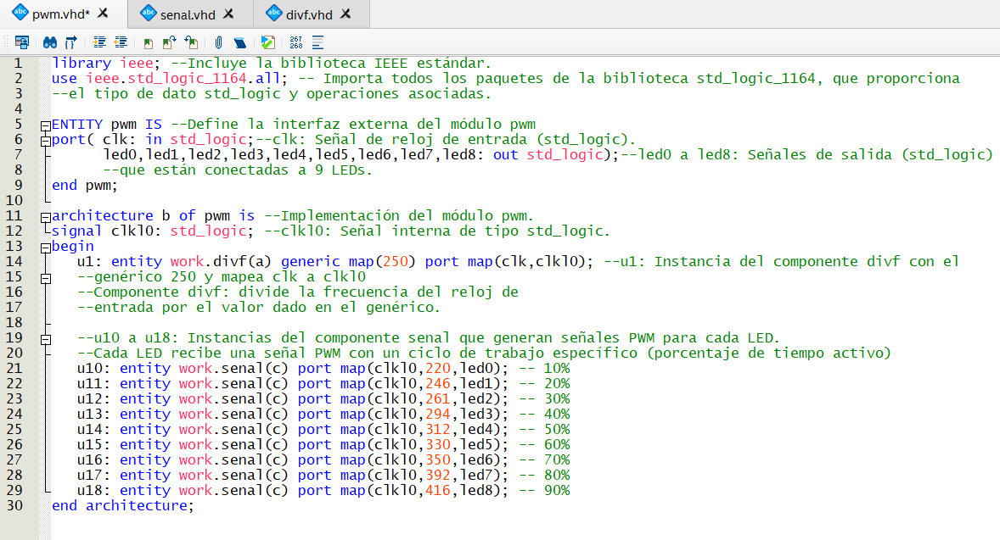 abc pwm.vhd* X abc senal.vhd X abc divf.vhd X
267
268
1 library ieee; --Incluye la biblioteca IEEE estándar.
2 use ieee.std_logic_1164.all; -- Importa todos los paquetes de la biblioteca std_logic_1164, que proporciona
3 --el tipo de dato std_logic y operaciones asociadas.
4
5 ENTITY pwm IS --Define la interfaz externa del módulo pwm
6 port( clk: in std_logic;--clk: Señal de reloj de entrada (std_logic).
7 led0,led1,led2,led3,led4,led5,led6,led7,led8: out std_logic);--led0 a led8: Señales de salida (std_logic)
8 --que están conectadas a 9 LEDs.
9 end pwm;
10
11 architecture b of pwm is --Implementación del módulo pwm.
12 signal clkl0: std_logic; --clkl0: Señal interna de tipo std_logic.
13 begin
14 u1: entity work.divf(a) generic map(250) port map(clk,clkl0); --u1: Instancia del componente divf con el
15 --genérico 250 y mapea clk a clkl0
16 --Componente divf: divide la frecuencia del reloj de
17 --entrada por el valor dado en el genérico.
18
19 --u10 a u18: Instancias del componente senal que generan señales PWM para cada LED.
20 --Cada LED recibe una señal PWM con un ciclo de trabajo específico (porcentaje de tiempo activo)
21 u10: entity work.senal(c) port map(clkl0,220,led0); -- 10%
22 u11: entity work.senal(c) port map(clkl0,246,led1); -- 20%
23 u12: entity work.senal(c) port map(clkl0,261,led2); -- 30%
24 u13: entity work.senal(c) port map(clkl0,294,led3); -- 40%
25 u14: entity work.senal(c) port map(clkl0,312,led4); -- 50%
26 u15: entity work.senal(c) port map(clkl0,330,led5); -- 60%
27 u16: entity work.senal(c) port map(clkl0,350,led6); -- 70%
28 u17: entity work.senal(c) port map(clkl0,392,led7); -- 80%
29 u18: entity work.senal(c) port map(clkl0,416,led8); -- 90%
30 end architecture;